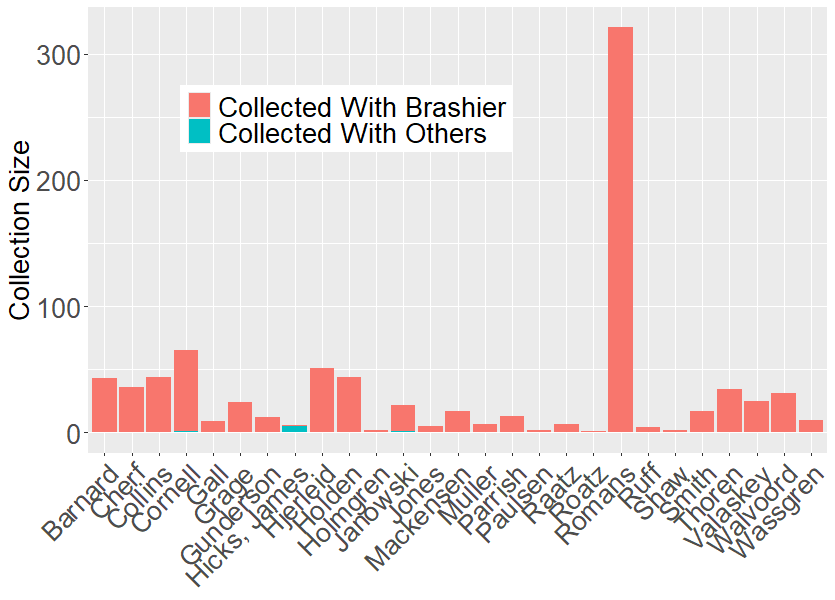 Collection Size
300
200
100
0
Collected With Brashier
Collected With Others
Barnard
Cherf
Collins
Cornell
Gall
Grage
Gunderson
Hicks, James
Hjerleid
Holden
Holmgren
Janowski
Jones
Mackensen
Muller
Parrish
Paulsen
Raatz
Roatz
Romans
Ruff
Shaw
Smith
Thoren
Valaskey
Walvoord
Wassgren